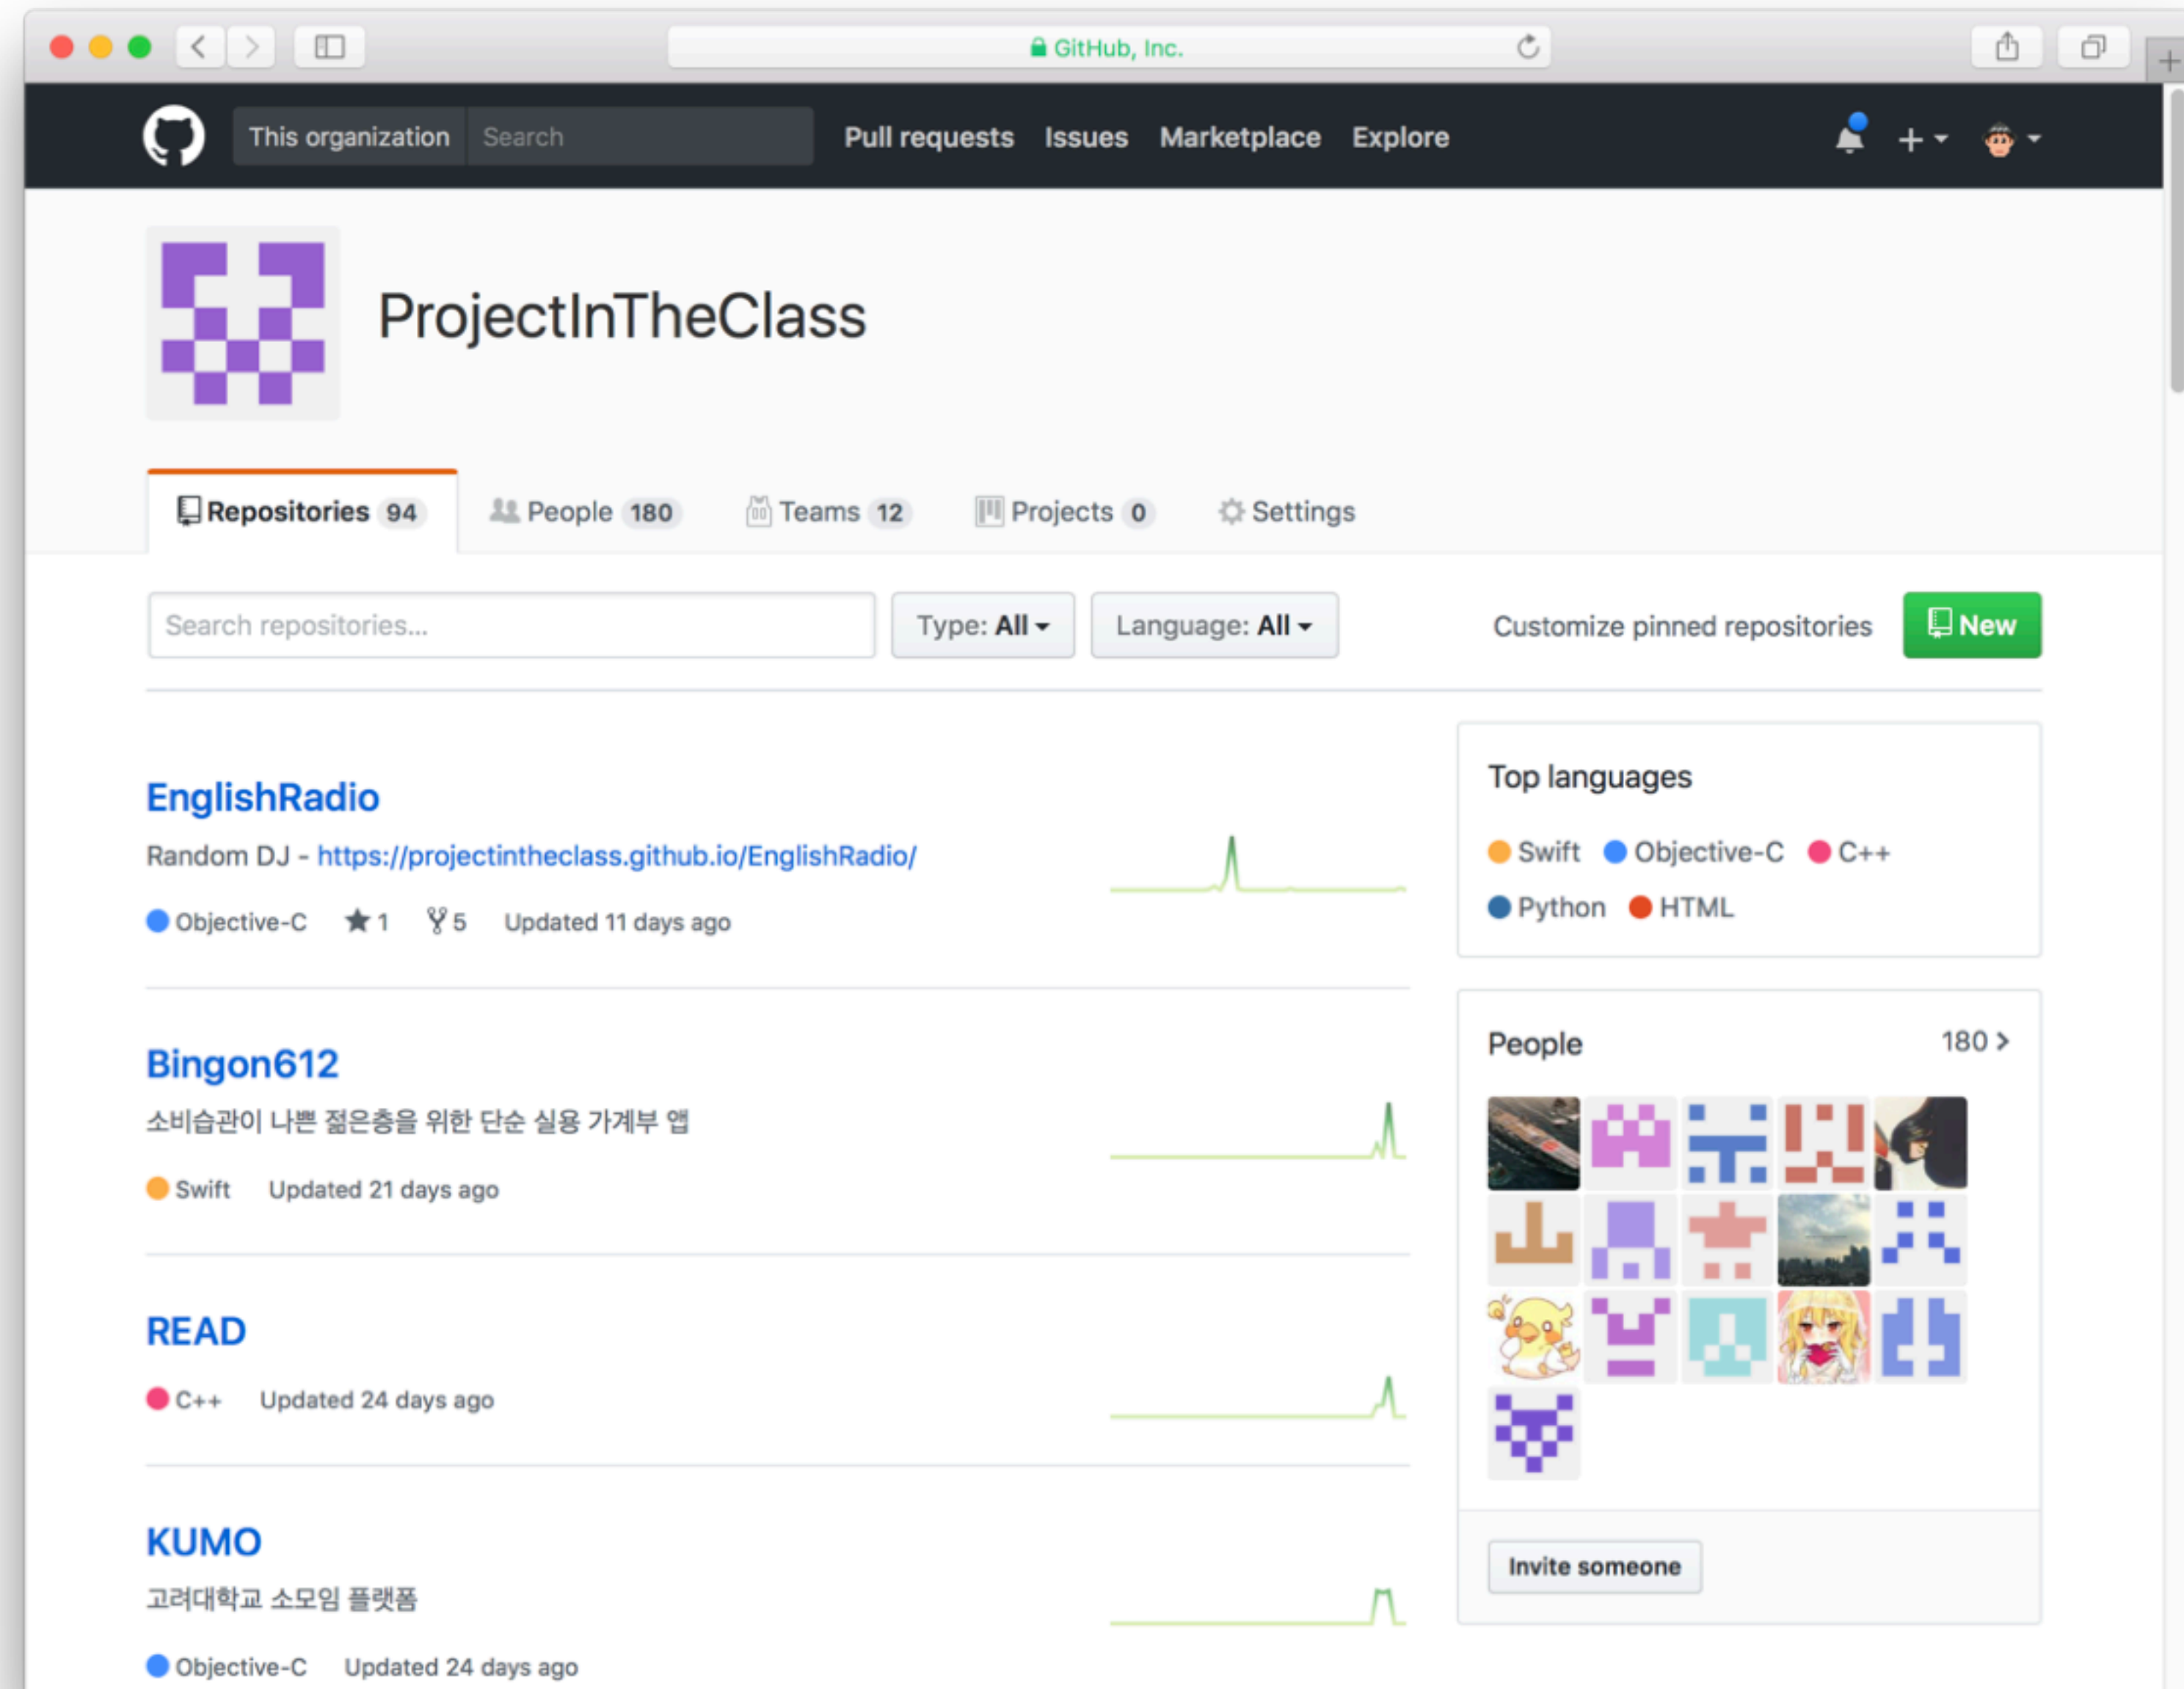 GitHub, Inc.
This organization Search Pull requests Issues Marketplace Explore
ProjectInTheClass
Repositories 94 People 180 Teams 12 Projects 0 Settings
Search repositories... Type: All Language: All Customize pinned repositories New
EnglishRadio
Random DJ - https://projectintheclass.github.io/EnglishRadio/
Objective-C 1 5 Updated 11 days ago
Bingon612
소비습관이 나쁜 젊은층을 위한 단순 실용 가계부 앱
Swift Updated 21 days ago
READ
C++ Updated 24 days ago
KUMO
고려대학교 소모임 플랫폼
Objective-C Updated 24 days ago
Top languages
Swift Objective-C C++
Python HTML
People 180
Invite someone